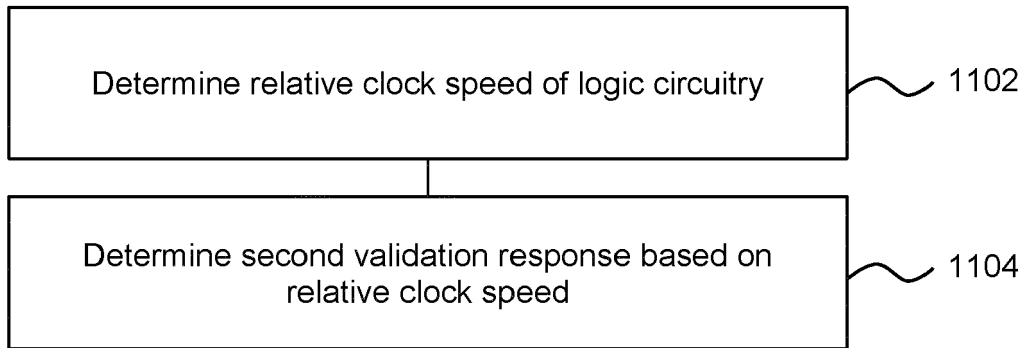 Determine relative clock speed of logic circuitry
1102
Determine second validation response based on
relative clock speed
1104